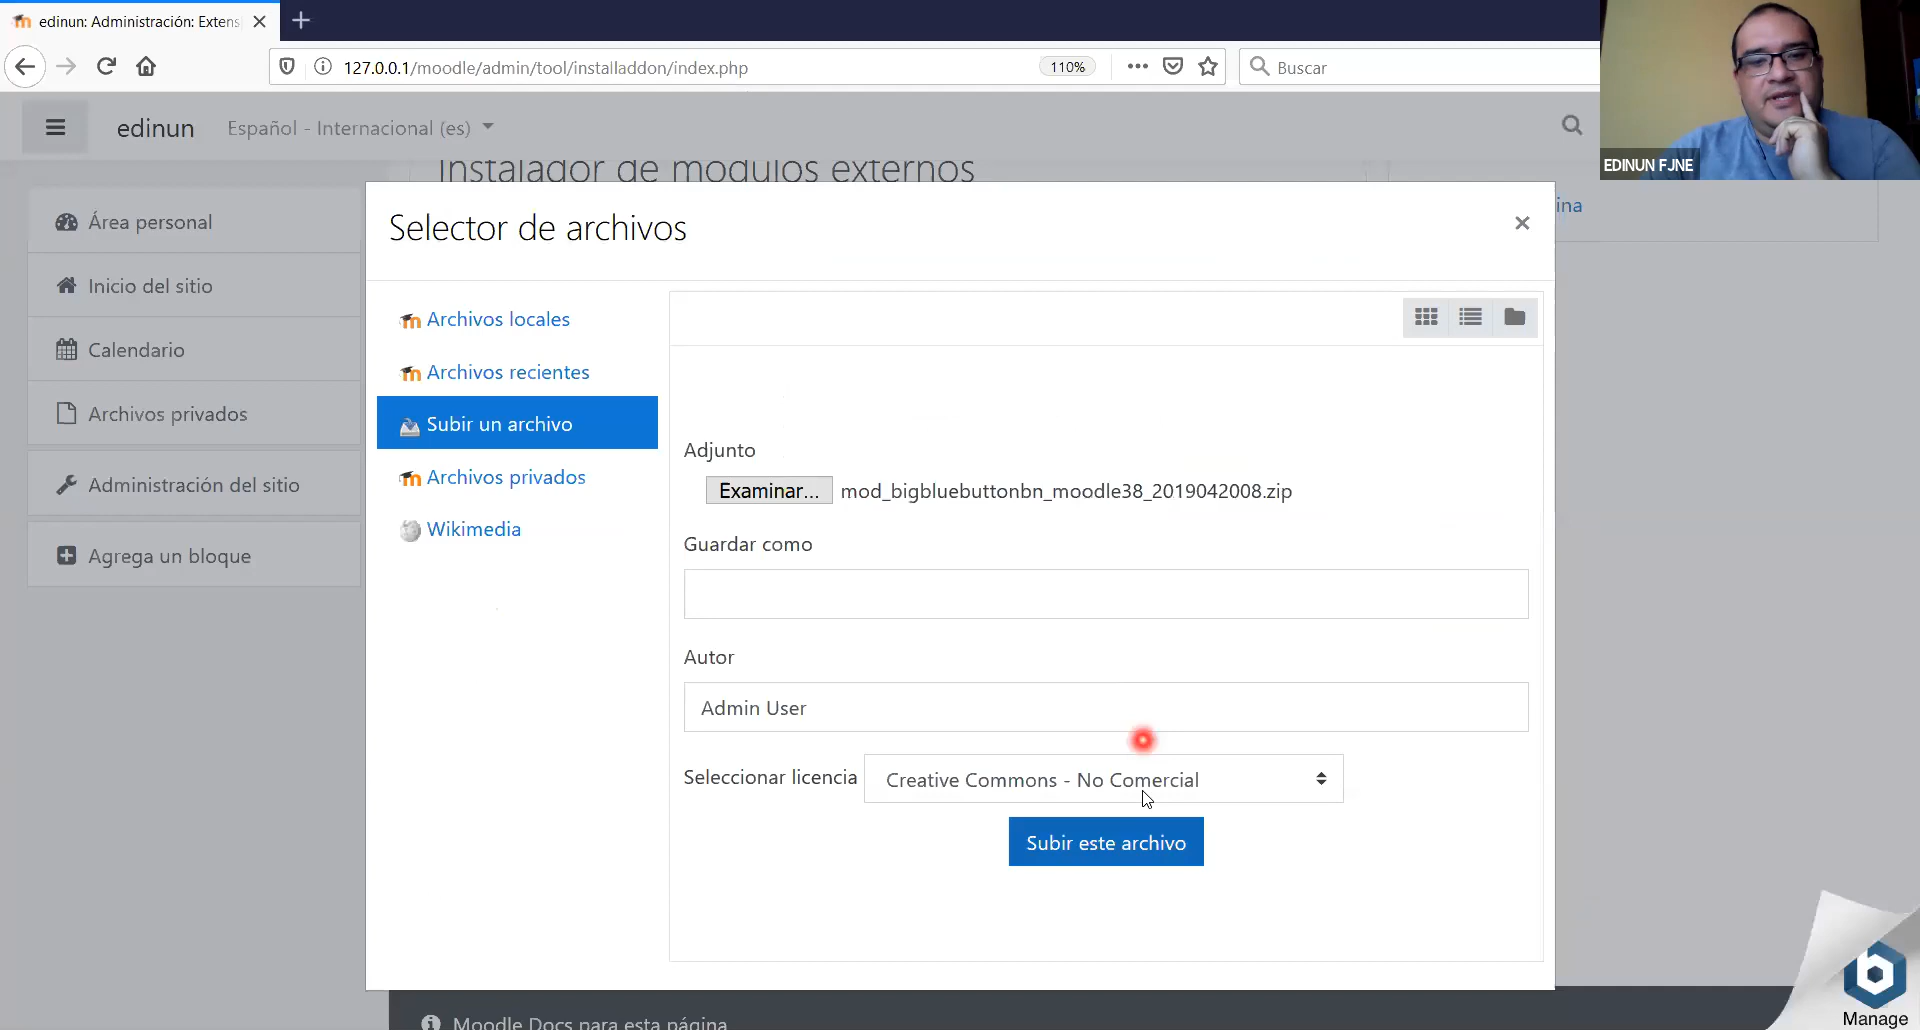 edinun: Administración: Extens
127.0.0.1/moodle/admin/tool/installaddon/index.php
110%
Buscar
edinun
Español - Internacional (es)
EDINUN FJNE
Instalador de módulos externos
ina
Selector de archivos
Área personal
Inicio del sitio
Calendario
Archivos privados
Administración del sitio
Agrega un bloque
Archivos locales
Archivos recientes
Subir un archivo
Archivos privados
Wikimedia
Adjunto
Examinar... mod_bigbluebuttonbn_moodle38_2019042008.zip
Guardar como
Autor
Admin User
Seleccionar licencia Creative Commons - No Comercial
Subir este archivo
Moodle Docs para esta página
Manage